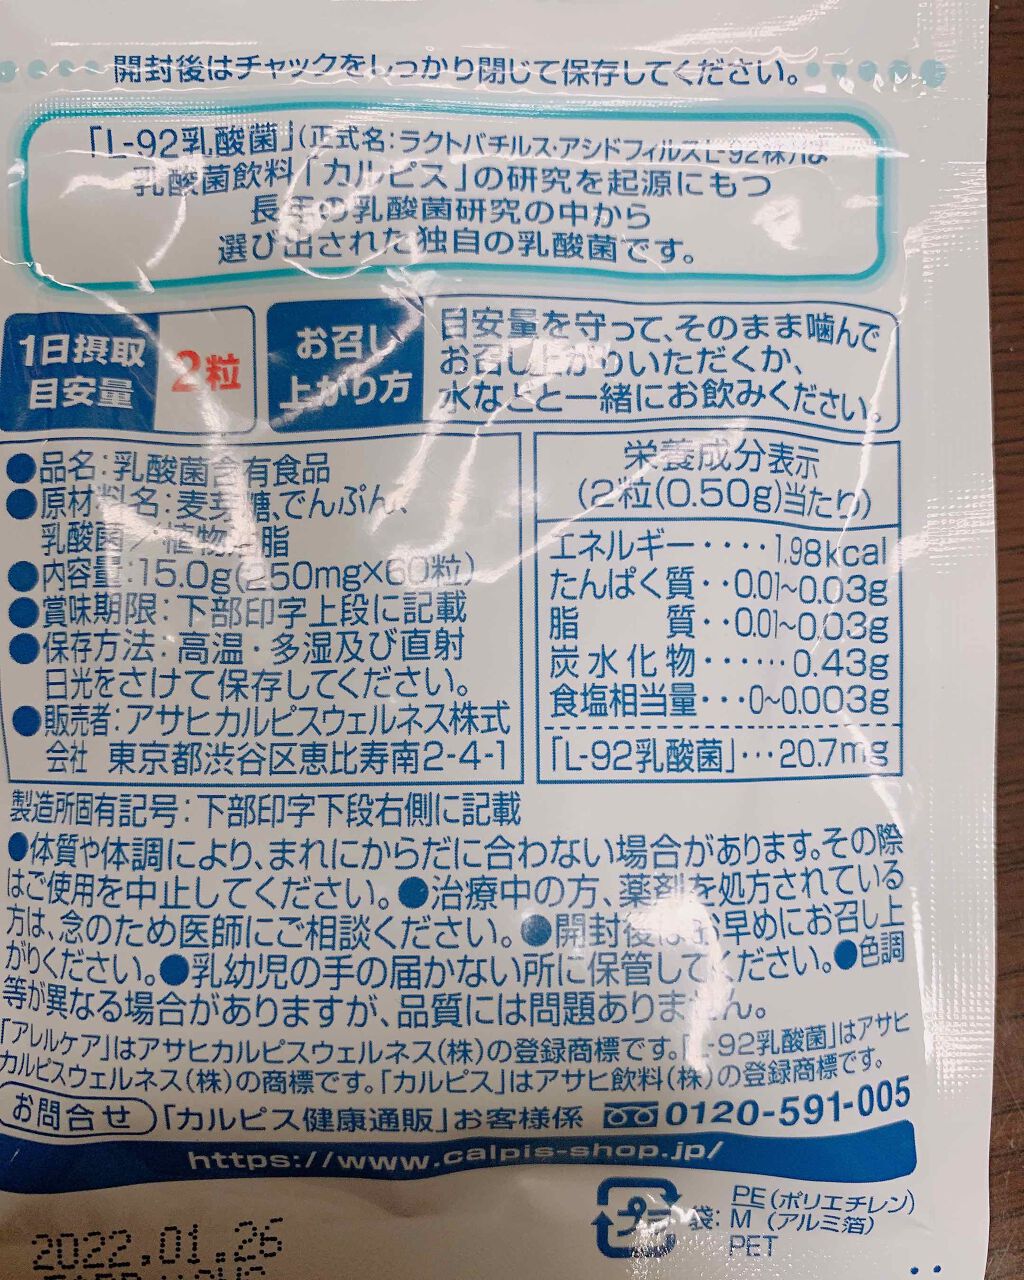 開封後はチャックをしっかり閉じて保存してください。
「L-92乳酸菌」(正式名:ラクトバチルス・アシドフィルスL-92株)は
乳酸菌飲料「カルピス」の研究を起源にもつ
長年の乳酸菌研究の中から
選び出された独自の乳酸菌です。
1日摂取
目安量
2粒
お召し
上がり方
目安量を守って、そのまま噛んで
お召し上がりいただくか、
水などと一緒にお飲みください。
●品名:乳酸菌含有食品
●原材料名:麦芽糖、でんぷん、
乳酸菌/植物油脂
●内容量:15.0g(250mg×60粒)
●賞味期限:下部印字上段に記載
●保存方法:高温・多湿及び直射
日光をさけて保存してください。
●販売者:アサヒカルピスウェルネス株式
会社 東京都渋谷区恵比寿南2-4-1
栄養成分表示
(2粒(0.50g)当たり)
エネルギー・・・・1.98kcal
たんぱく質・・0.01~0.03g
脂質・・0.01~0.03g
炭水化物・・・・・・0.43g
食塩相当量・・・0~0.003g
「L-92乳酸菌」・・・20.7mg
製造所固有記号:下部印字下段右側に記載
●体質や体調により、まれにからだに合わない場合があります。その際
はご使用を中止してください。●治療中の方、薬剤を処方されている
方は、念のため医師にご相談ください。●開封後はお早めにお召し上
がりください。●乳幼児の手の届かない所に保管してください。●色調
等が異なる場合がありますが、品質には問題ありません。
「アレルケア」はアサヒカルピスウェルネス(株)の登録商標です。「L-92乳酸菌」はアサヒ
カルピスウェルネス(株)の商標です。「カルピス」はアサヒ飲料(株)の登録商標です。
お問合せ 「カルピス健康通販」お客様係 0120-591-005
https://www.calpis-shop.jp/
プラ 袋: PE(ポリエチレン)
M(アルミ箔)
PET
2022.01.26